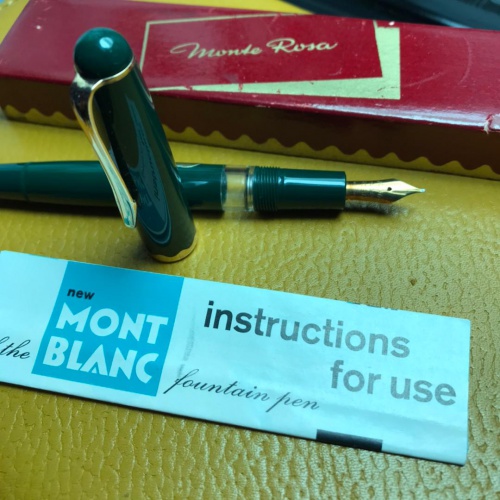 Monte Rosa
new
MONT
BLANC
instructions
for use
the
fountain pen